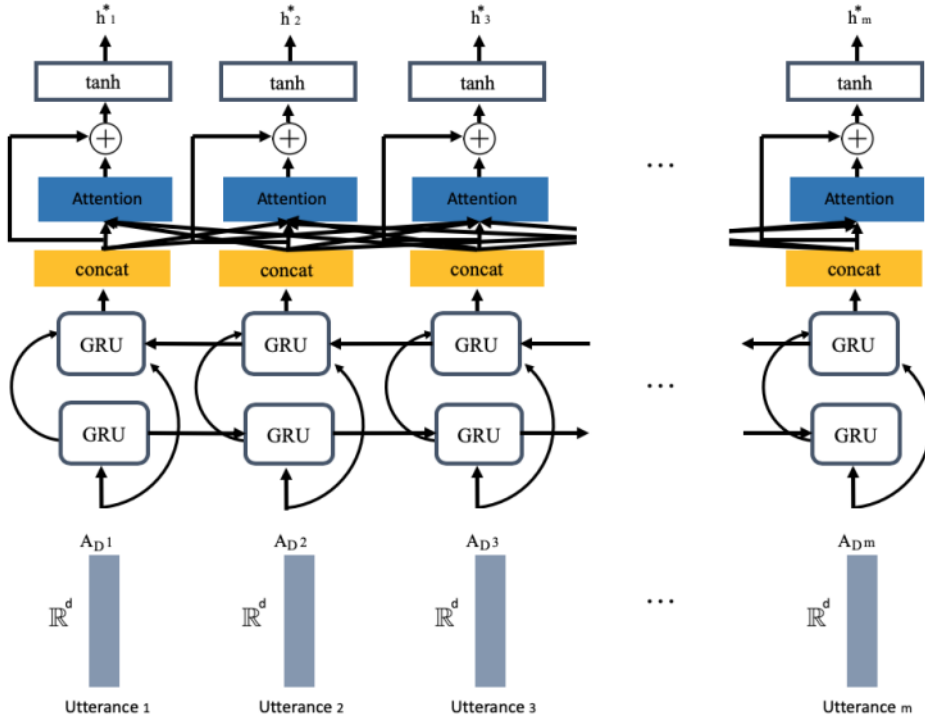 h*1 h*2 h*3 h*m
tanh tanh tanh tanh
+ + + +
...
Attention Attention Attention Attention
concat concat concat concat
GRU GRU GRU GRU
...
GRU GRU GRU GRU
AD1 AD2 AD3 ADm
ℝd ℝd ℝd ... ℝd
Utterance 1 Utterance 2 Utterance 3 Utterance m